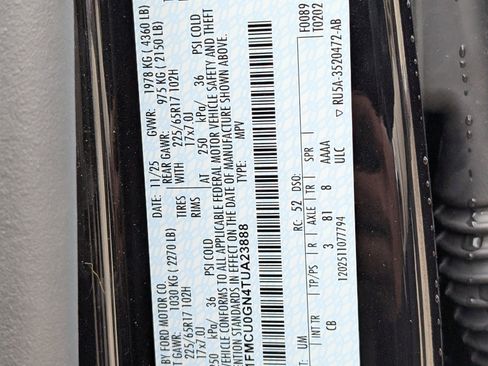 BY FORD MOTOR CO.
DATE: 11/25 GVWR: 1978 KG ( 4360 LB)
T GAWR: 1030 KG ( 2270 LB) REAR GAWR: 975 KG ( 2150 LB)
225/65R17 102H TIRES WITH 225/65R17 102H
17x7.0J RIMS 17x7.0J
250 kPa/ 36 PSI COLD AT 250 kPa/ 36 PSI COLD
VEHICLE CONFORMS TO ALL APPLICABLE FEDERAL MOTOR VEHICLE SAFETY AND THEFT
ENTION STANDARDS IN EFFECT ON THE DATE OF MANUFACTURE SHOWN ABOVE.
1FMCU0GN4TUA23888 TYPE: MPV
F0089
T0202
RC: 52 DSO:
UM INT TR TP/PS R AXLE TR SPR
CB 3 81 8 AAAA
ULC
1202511077794
RU5A-3520472-AB